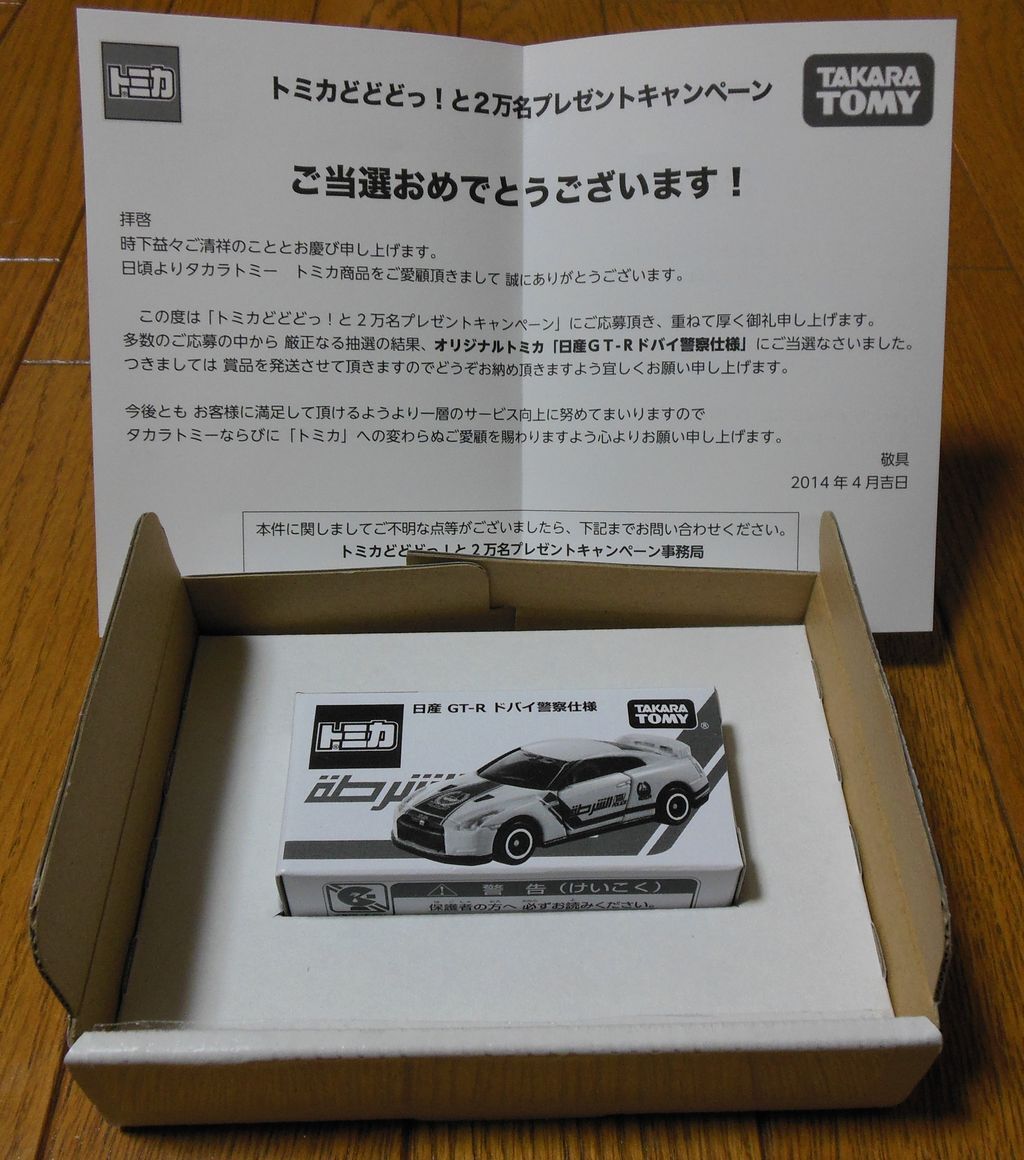 トミカ
トミカどどどっ！と２万名プレゼントキャンペーン
TAKARA
TOMY
ご当選おめでとうございます！
拝啓
時下益々ご清祥のこととお慶び申し上げます。
日頃よりタカラトミー　トミカ商品をご愛顧頂きまして 誠にありがとうございます。
この度は「トミカどどどっ！と２万名プレゼントキャンペーン」にご応募頂き、重ねて厚く御礼申し上げます。
多数のご応募の中から 厳正なる抽選の結果、オリジナルトミカ「日産ＧＴ-Ｒドバイ警察仕様」にご当選なさいました。
つきましては 賞品を発送させて頂きますのでどうぞお納め頂きますよう宜しくお願い申し上げます。
今後とも お客様に満足して頂けるようより一層のサービス向上に努めてまいりますので
タカラトミーならびに「トミカ」への変わらぬご愛顧を賜わりますよう心よりお願い申し上げます。
敬具
2014 年 4 月吉日
本件に関しましてご不明な点等がございましたら、下記までお問い合わせください。
トミカどどどっ！と２万名プレゼントキャンペーン事務局
トミカ®
日産 GT-R ドバイ警察仕様
TAKARA
TOMY®
الشرطة
⚠ 警告（けいこく）
保護者の方へ 必ずお読みください。